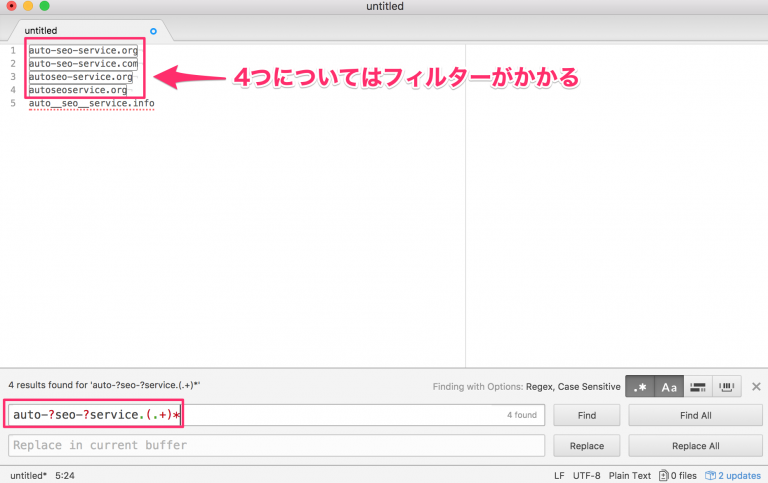 untitled
untitled
1 auto-seo-service.org
2 auto-seo-service.com
3 autoseo-service.org
4 autoseoservice.org
5 auto__seo__service.info
4つについてはフィルターがかかる
4 results found for 'auto-?seo-?service.(.+)*'
Finding with Options: Regex, Case Sensitive
.* Aa
auto-?seo-?service.(.+)*
4 found
Find
Find All
Replace in current buffer
Replace
Replace All
untitled* 5:24
LF UTF-8 Plain Text 0 files 2 updates